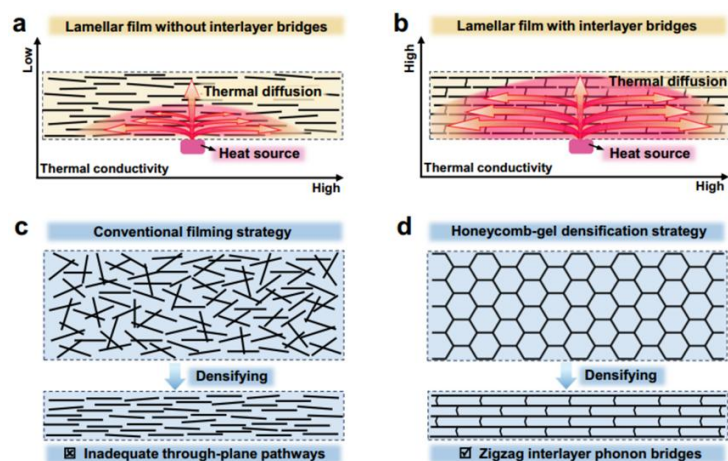 a
Lamellar film without interlayer bridges
Low
Thermal diffusion
Heat source
Thermal conductivity
High
b
Lamellar film with interlayer bridges
High
Thermal diffusion
Heat source
Thermal conductivity
High
c
Conventional filming strategy
Densifying
☒ Inadequate through-plane pathways
d
Honeycomb-gel densification strategy
Densifying
☑ Zigzag interlayer phonon bridges